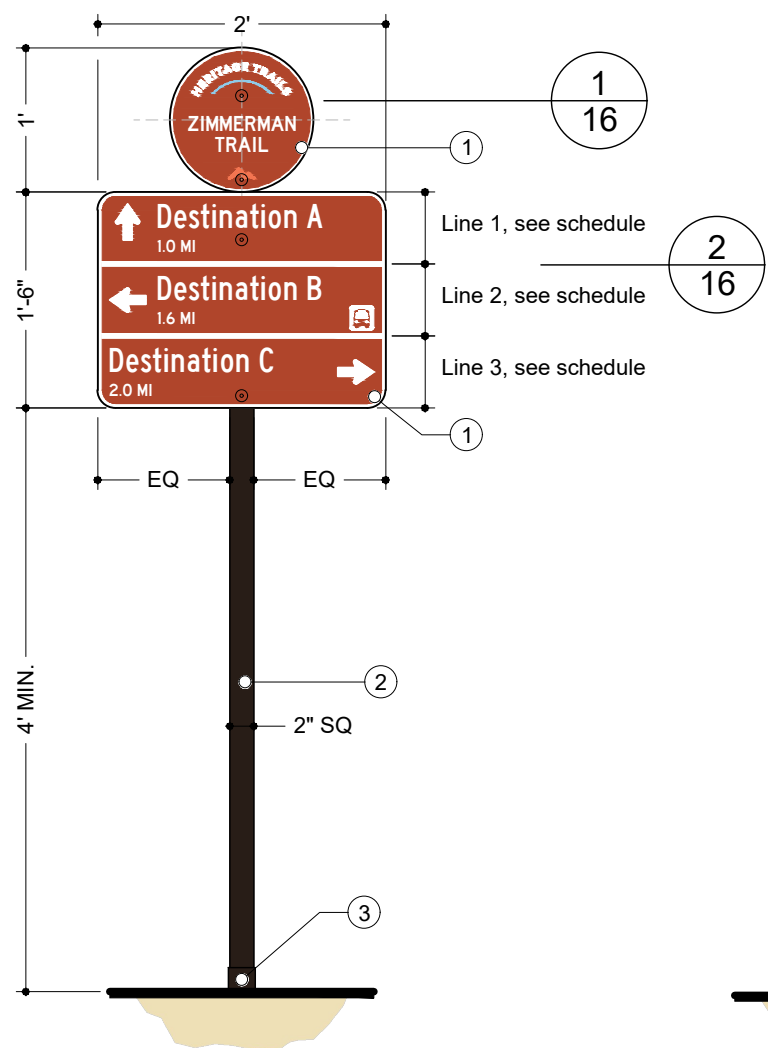 2'
1'
HERITAGE TRAILS
ZIMMERMAN
TRAIL
1
1
16
1'-6"
Destination A
1.0 MI
Line 1, see schedule
2
16
Destination B
1.6 MI
Line 2, see schedule
Destination C
2.0 MI
Line 3, see schedule
1
EQ
EQ
4' MIN.
2
2" SQ
3